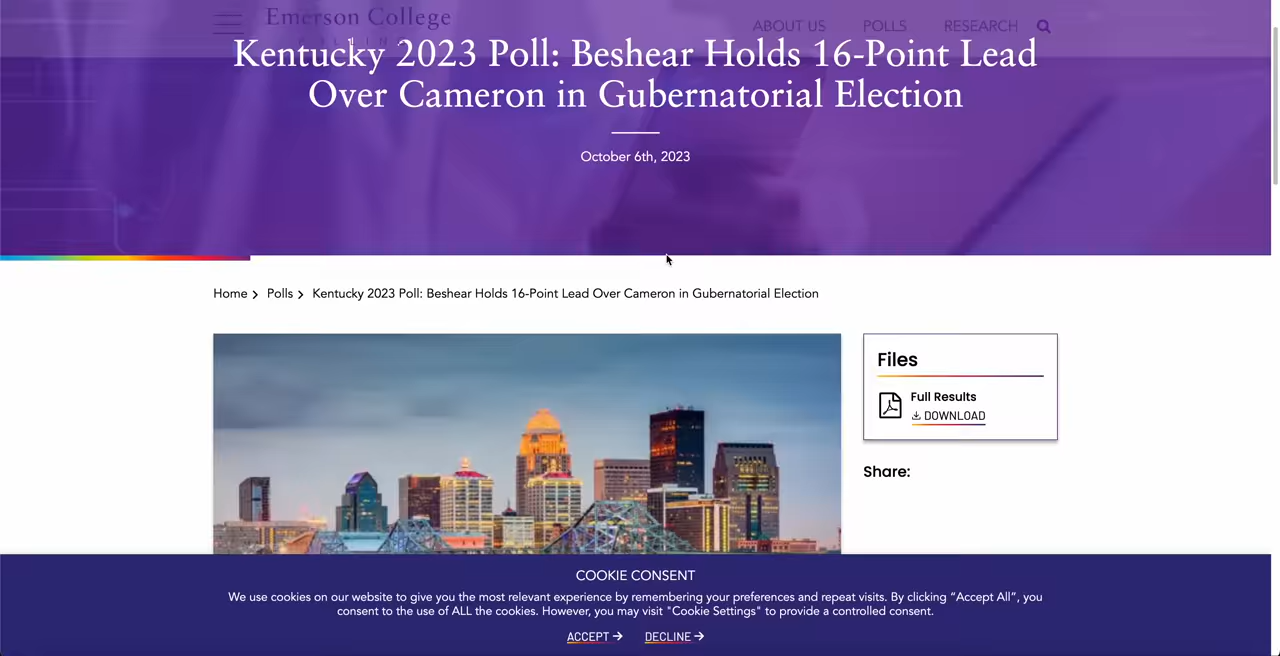 Emerson College
ABOUT US
POLLS
RESEARCH
Kentucky 2023 Poll: Beshear Holds 16-Point Lead
Over Cameron in Gubernatorial Election
October 6th, 2023
Home
Polls
Kentucky 2023 Poll: Beshear Holds 16-Point Lead Over Cameron in Gubernatorial Election
Files
Full Results
DOWNLOAD
Share:
COOKIE CONSENT
We use cookies on our website to give you the most relevant experience by remembering your preferences and repeat visits. By clicking “Accept All”, you
consent to the use of ALL the cookies. However, you may visit "Cookie Settings" to provide a controlled consent.
ACCEPT
DECLINE